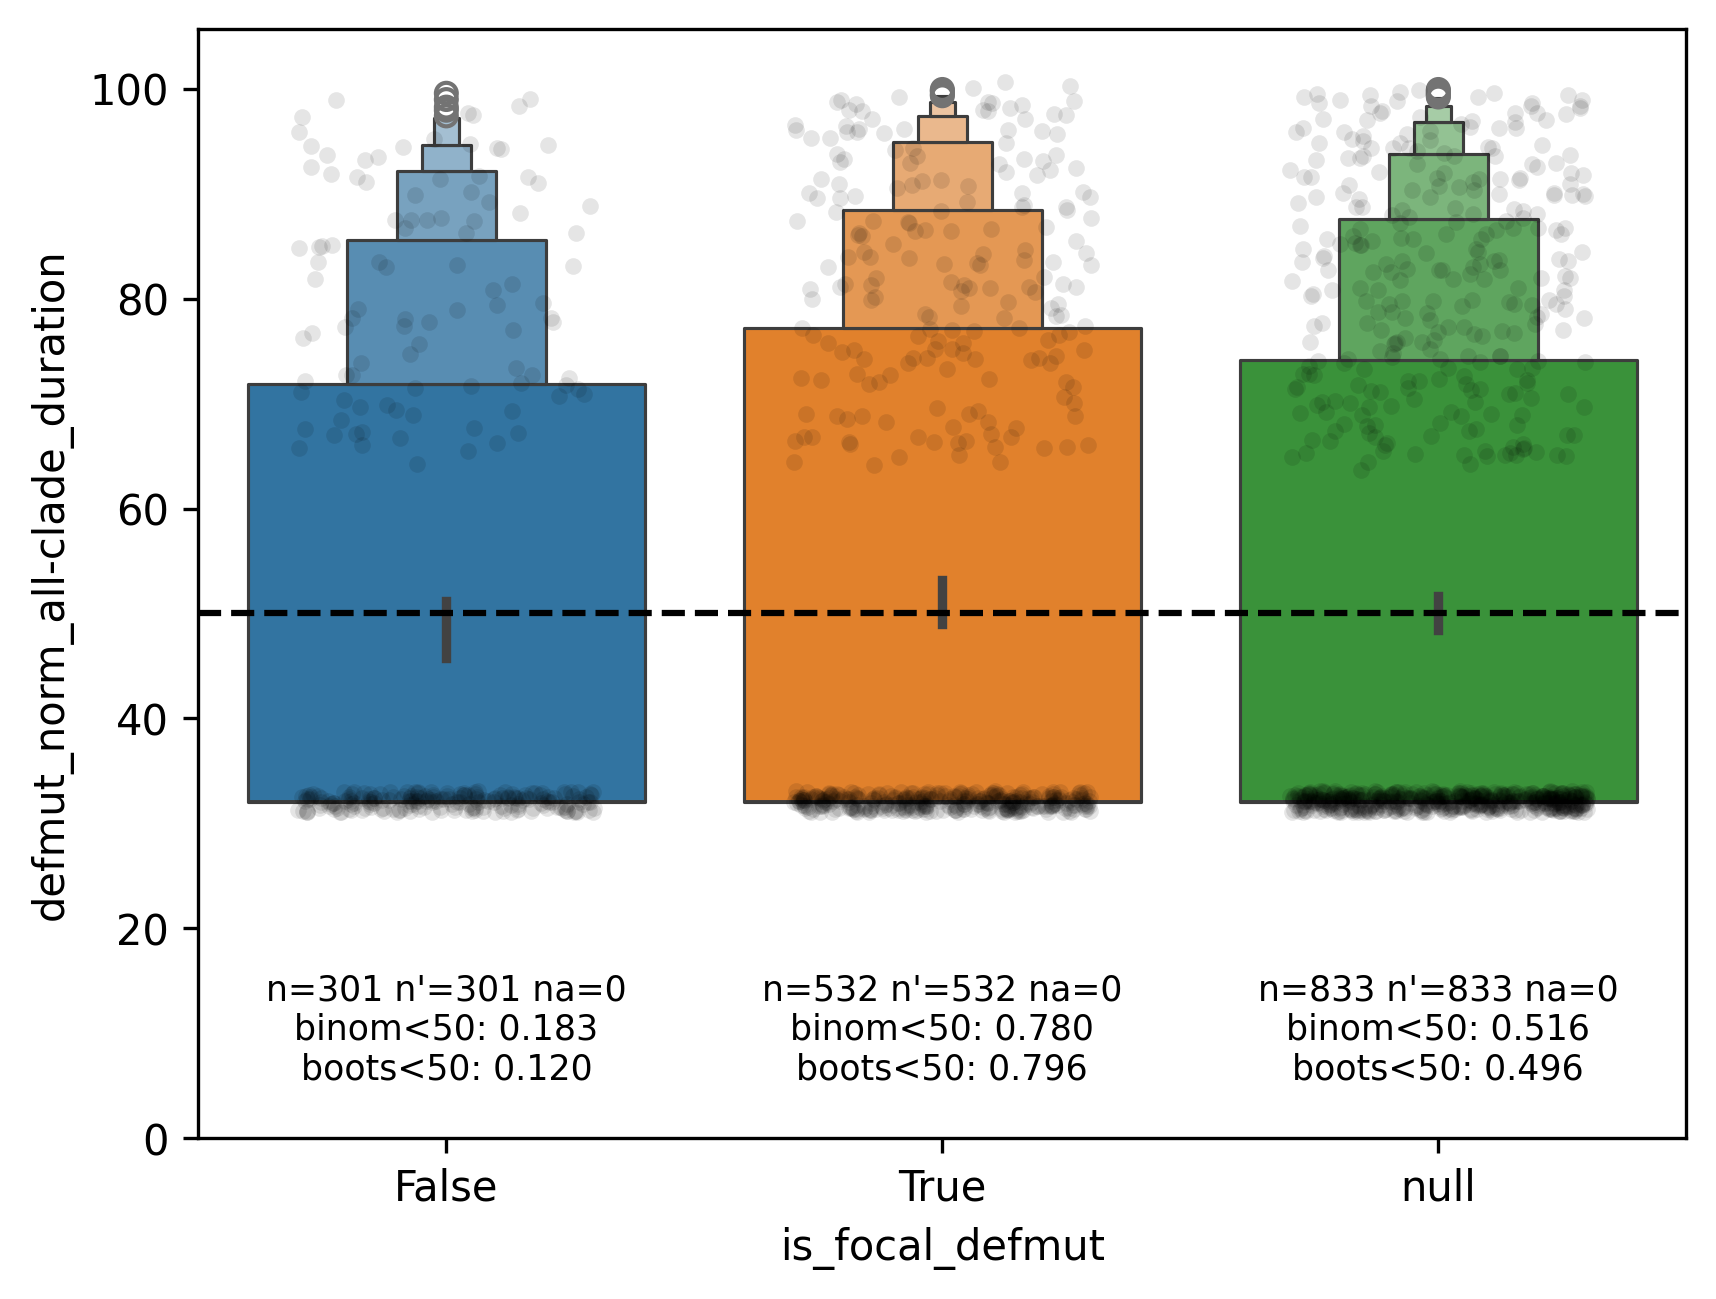 defmut_norm_all-clade_duration
100
80
60
40
20
0
n=301 n'=301 na=0
binom<50: 0.183
boots<50: 0.120
n=532 n'=532 na=0
binom<50: 0.780
boots<50: 0.796
n=833 n'=833 na=0
binom<50: 0.516
boots<50: 0.496
False
True
null
is_focal_defmut